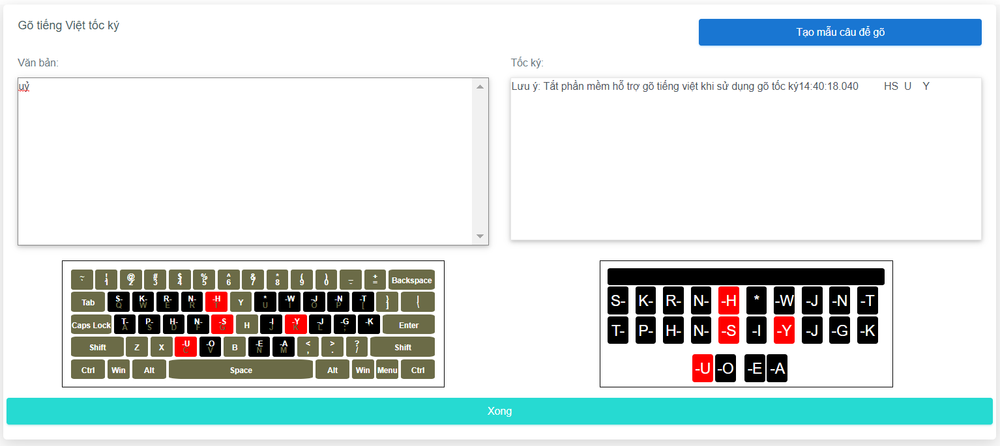 Gõ tiếng Việt tốc ký
Tạo mẫu câu để gõ
Văn bản:
Tốc ký:
uỷ
Lưu ý: Tắt phần mềm hỗ trợ gõ tiếng việt khi sử dụng gõ tốc ký14:40:18.040 HS U Y
~ ` ! 1 @ 2 # 3 $ 4 % 5 ^ 6 & 7 * 8 ( 9 ) 0 _ - + = Backspace
Tab S- Q K- W R- E N- R -H T Y * U -W I -J O -N P -T [ } ] | \
Caps Lock T- A P- S H- D N- F -S G H -I J -Y K -J L -G ; -K Enter
Shift Z X -U C -O V B -E N -A M < , > . ? / Shift
Ctrl Win Alt Space Alt Win Menu Ctrl
S- K- R- N- -H * -W -J -N -T
T- P- H- N- -S -I -Y -J -G -K
-U -O -E -A
Xong